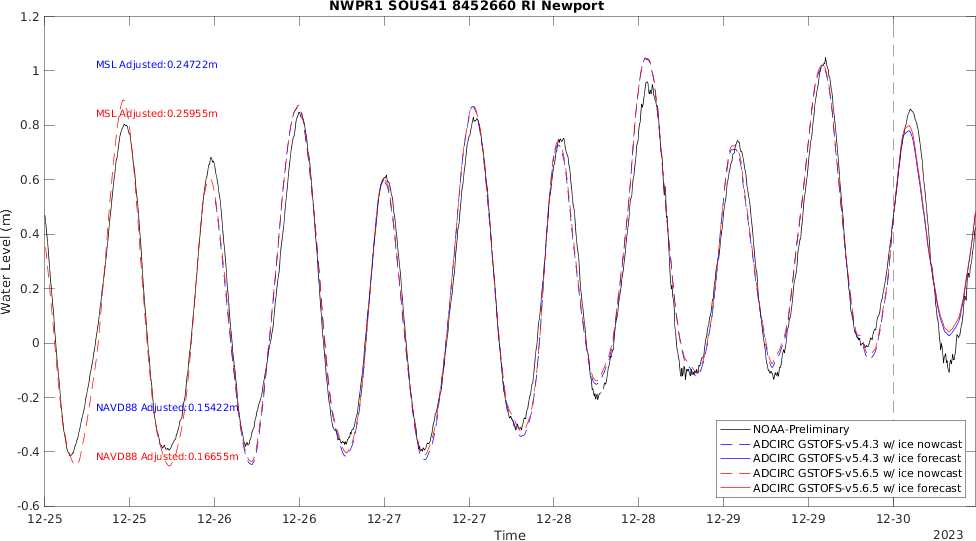 NWPR1 SOUS41 8452660 RI Newport
1.2
1
0.8
0.6
0.4
0.2
0
-0.2
-0.4
-0.6
Water Level (m)
MSL Adjusted:0.24722m
MSL Adjusted:0.25955m
NAVD88 Adjusted:0.15422m
NAVD88 Adjusted:0.16655m
NOAA-Preliminary
ADCIRC GSTOFS-v5.4.3 w/ ice nowcast
ADCIRC GSTOFS-v5.4.3 w/ ice forecast
ADCIRC GSTOFS-v5.6.5 w/ ice nowcast
ADCIRC GSTOFS-v5.6.5 w/ ice forecast
12-25 12-25 12-26 12-26 12-27 12-27 12-28 12-28 12-29 12-29 12-30
Time
2023